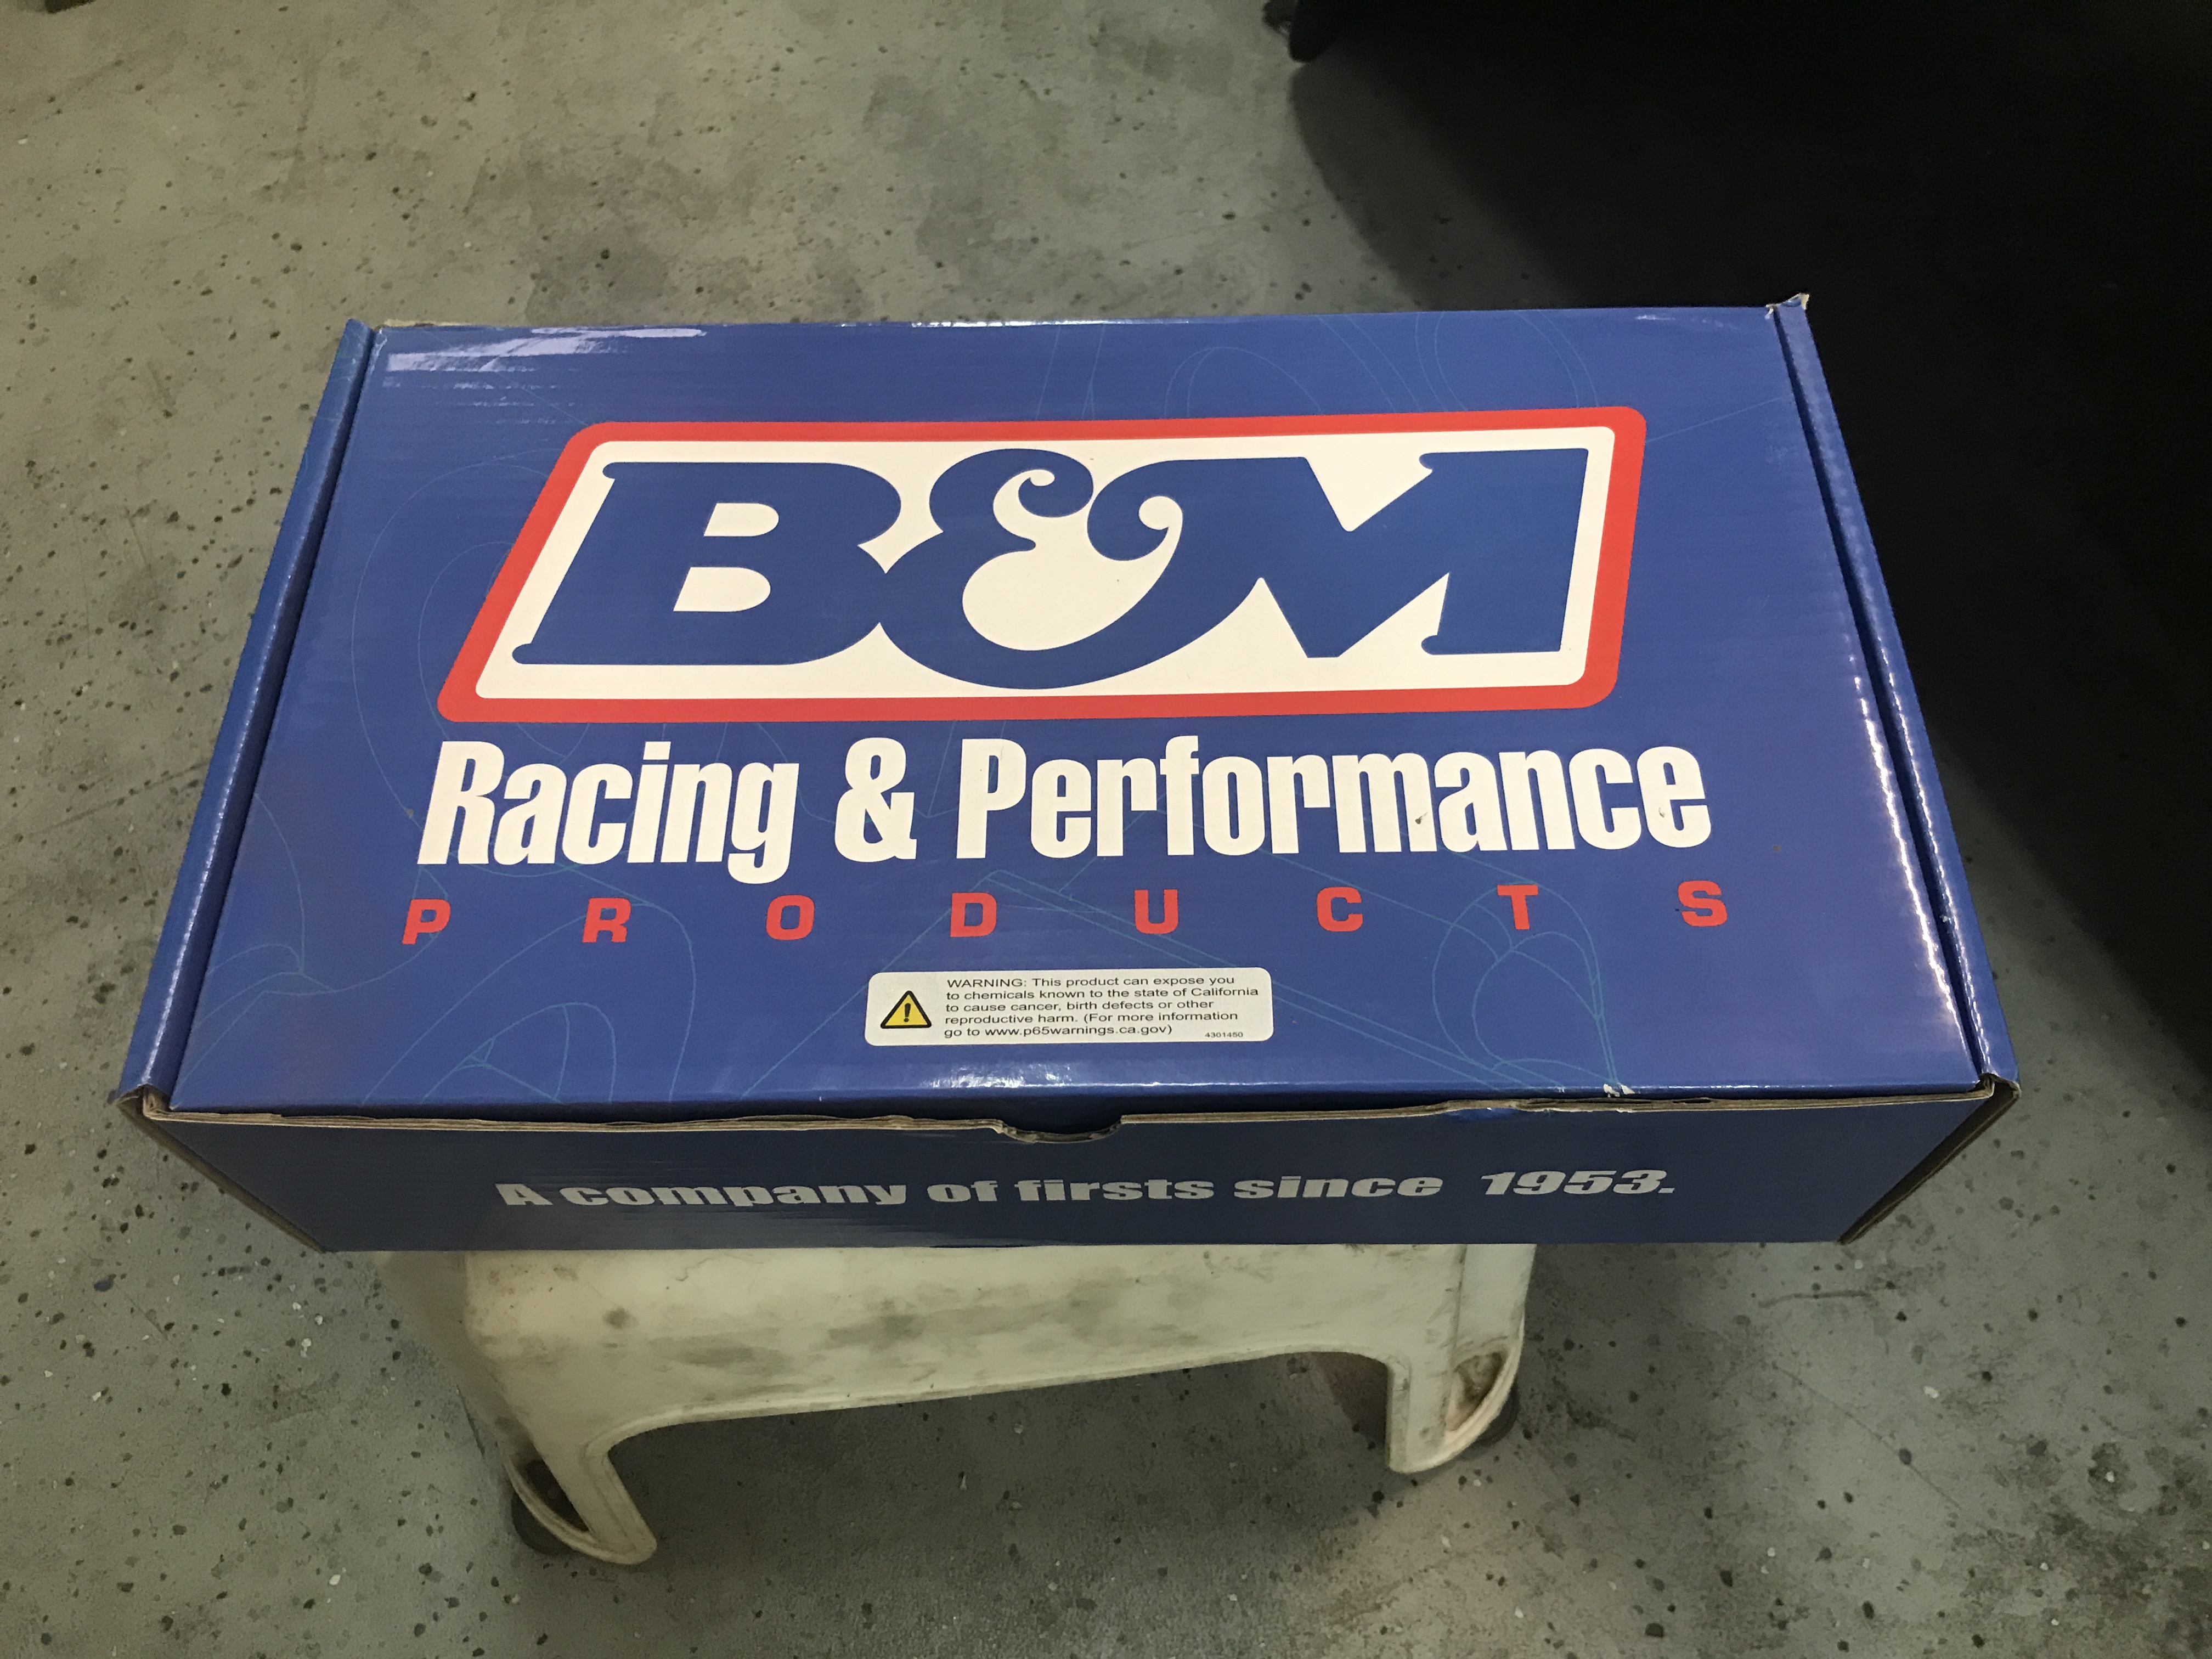 B&M
Racing & Performance
PRODUCTS
WARNING: This product can expose you
to chemicals known to the state of California
to cause cancer, birth defects or other
reproductive harm. (For more information
go to www.p65warnings.ca.gov)
4301450
A company of firsts since 1953.